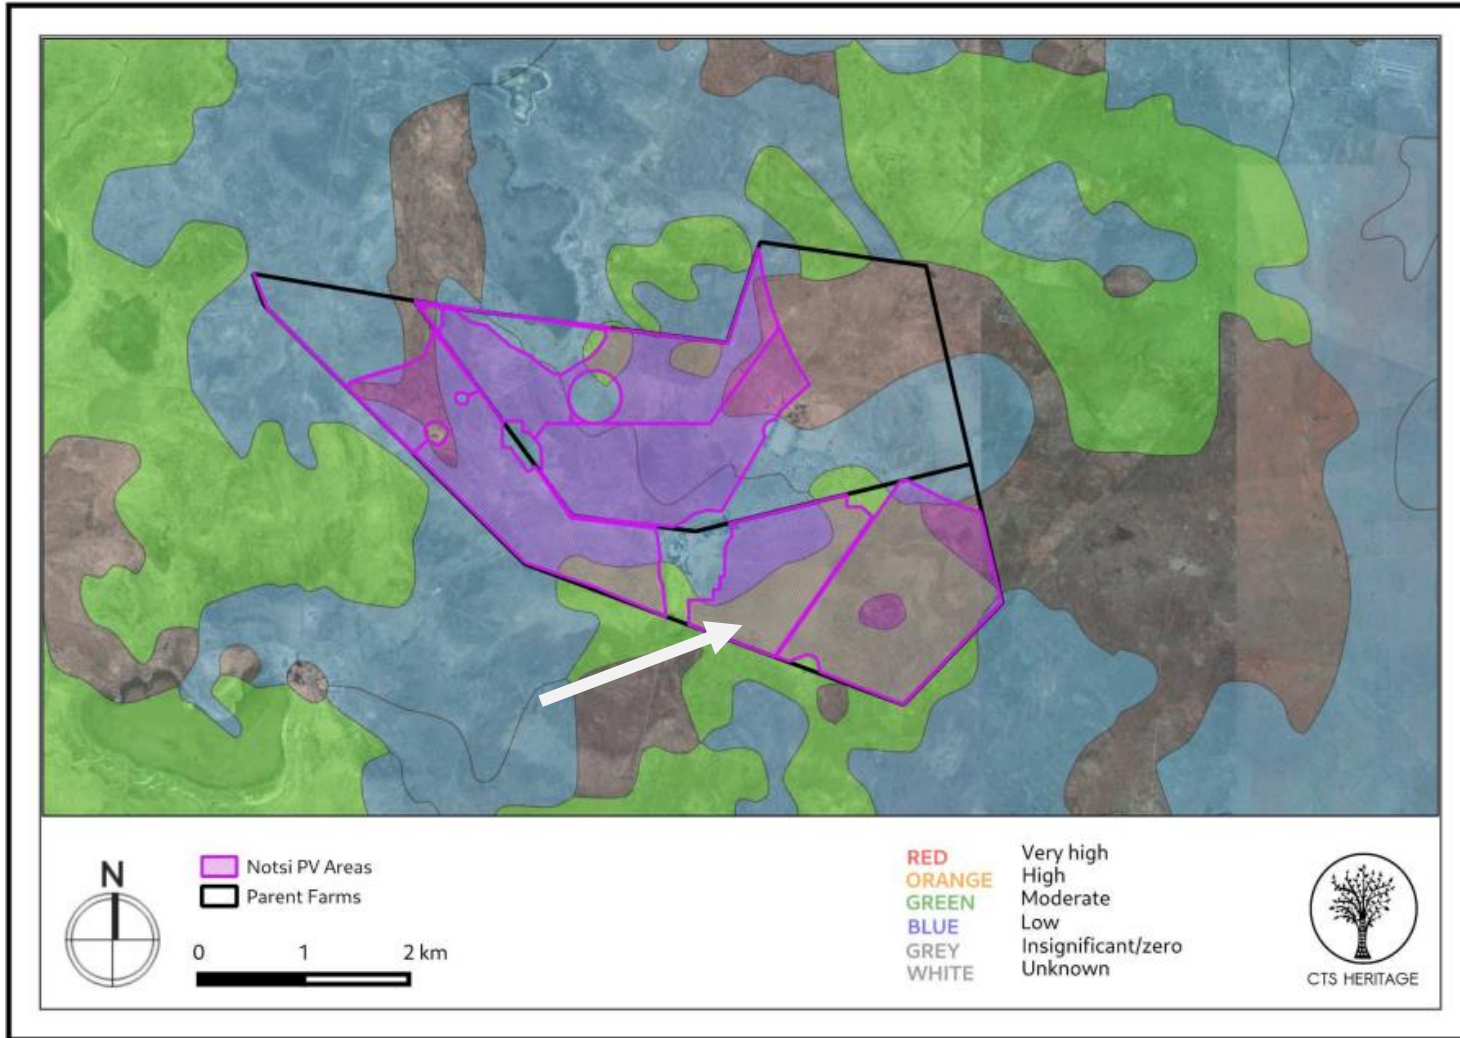 N
Notsi PV Areas
Parent Farms
0 1 2 km
RED Very high
ORANGE High
GREEN Moderate
BLUE Low
GREY Insignificant/zero
WHITE Unknown
CTS HERITAGE